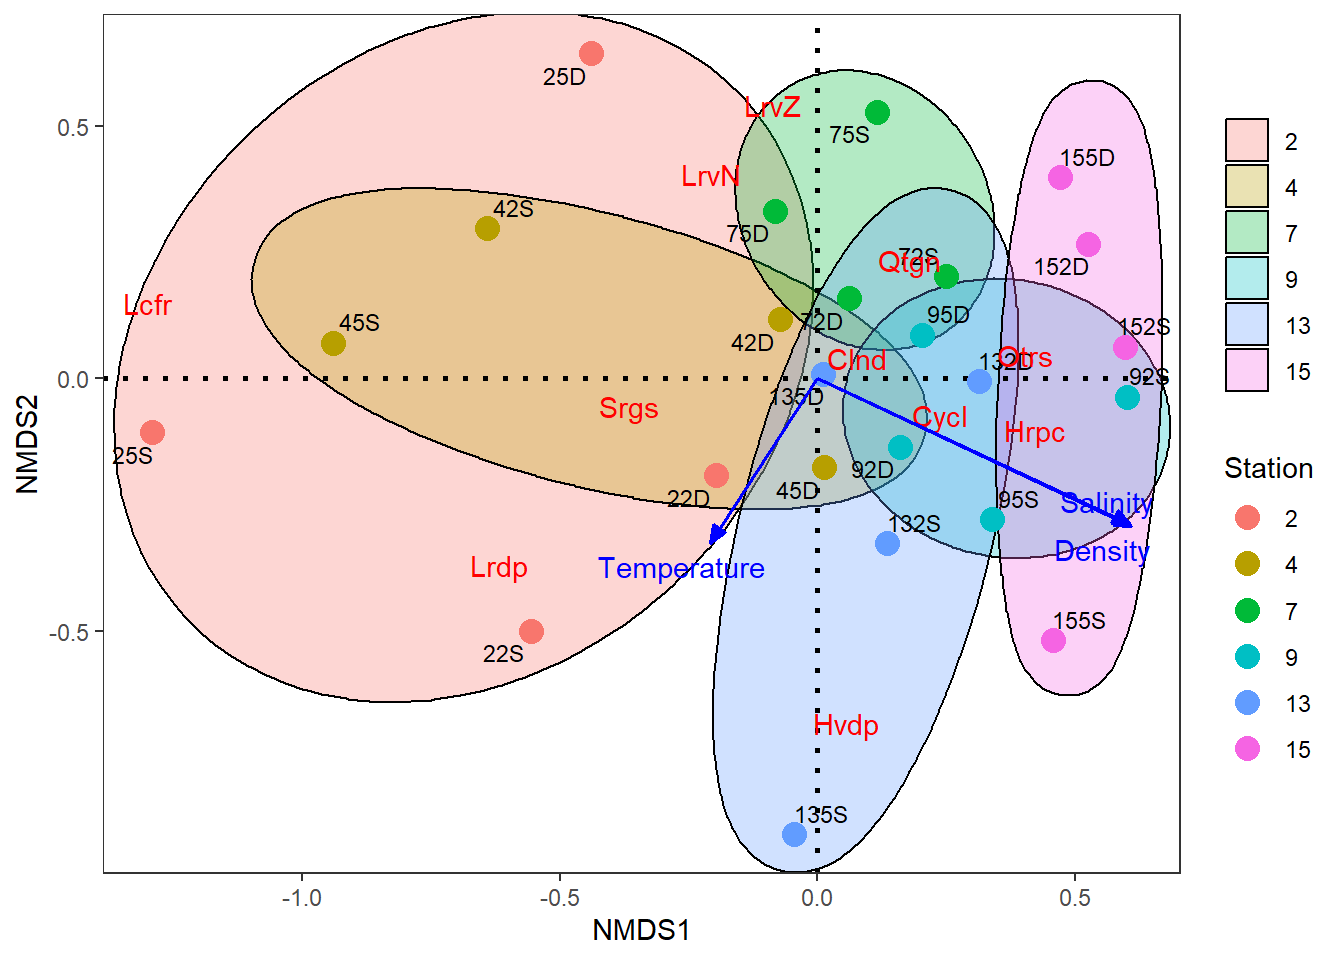 25D
LrvZ
75S
155D
LrvN
42S
75D
152D
72S
Qtgn
Lcfr
45S
42D
72D
95D
152S
Clnd
132D
Ctrs
92S
135D
Srgs
Cycl
Hrpc
25S
22D
45D
92D
95S
Salinity
132S
Density
Lrdp
Temperature
22S
155S
Hvdp
135S
0.5
0.0
-0.5
NMDS2
-1.0
-0.5
0.0
0.5
NMDS1
2
4
7
9
13
15
Station
2
4
7
9
13
15